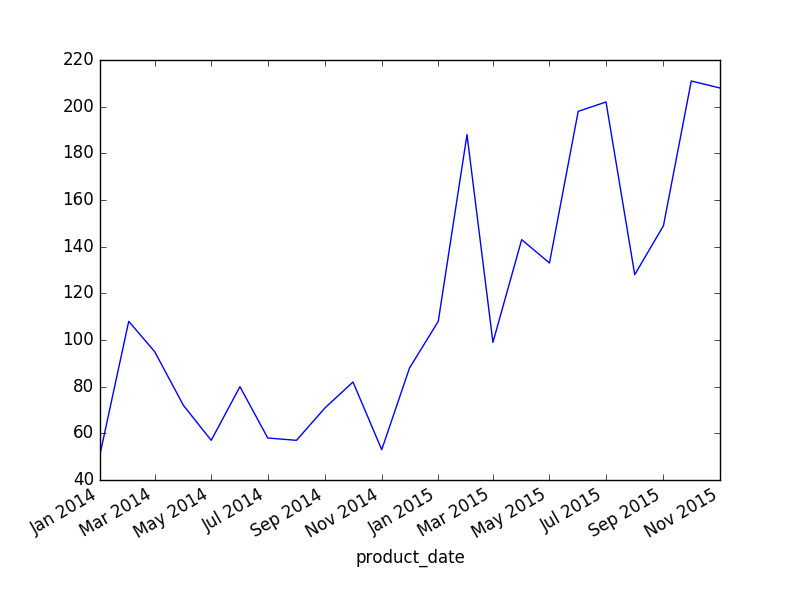 220
200
180
160
140
120
100
80
60
40
Jan 2014
Mar 2014
May 2014
Jul 2014
Sep 2014
Nov 2014
Jan 2015
Mar 2015
May 2015
Jul 2015
Sep 2015
Nov 2015
product_date